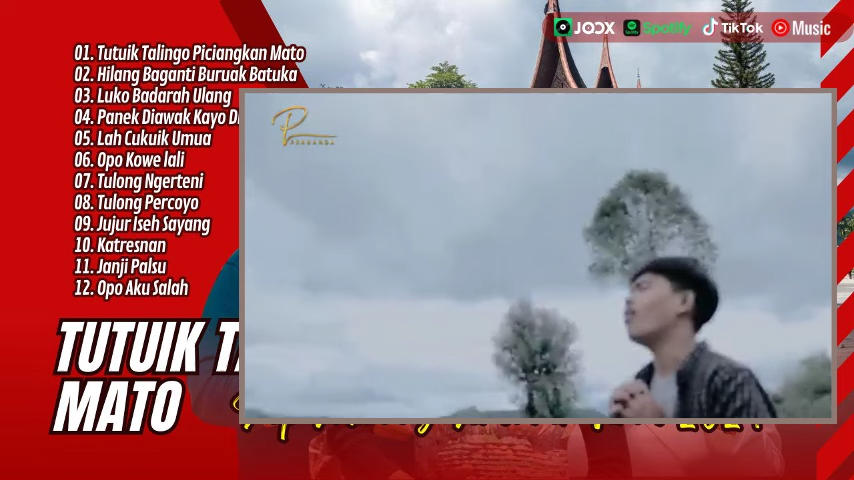 JOOX Spotify TikTok Music
01. Tutuik Talingo Piciangkan Mato
02. Hilang Baganti Buruak Batuka
03. Luko Badarah Ulang
04. Panek Diawak Kayo
05. Lah Cukuik Umua
06. Opo Kowe lali
07. Tulong Ngerteni
08. Tulong Percoyo
09. Jujur Iseh Sayang
10. Katresnan
11. Janji Palsu
12. Opo Aku Salah
TUTUIK
MATO